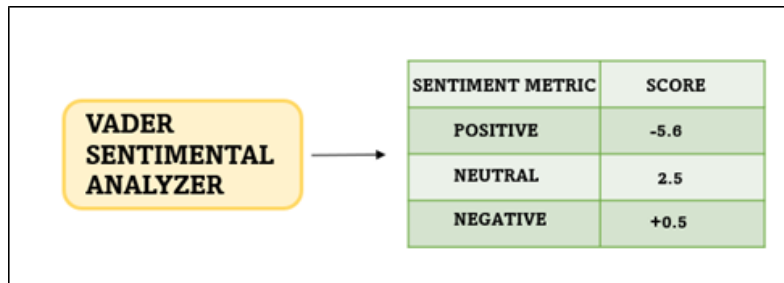 VADER
SENTIMENTAL
ANALYZER
SENTIMENT METRIC SCORE
POSITIVE -5.6
NEUTRAL 2.5
NEGATIVE +0.5